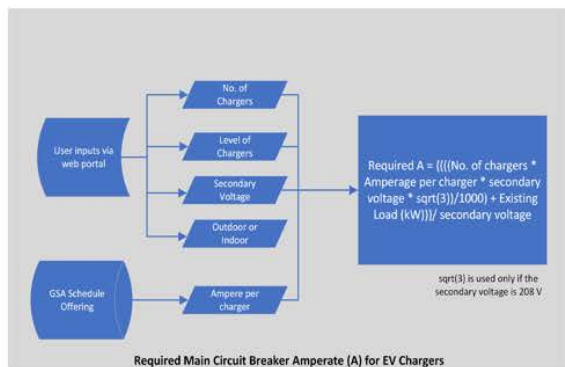 No. of
Chargers
User inputs via
web portal
Level of
Chargers
Secondary
Voltage
Outdoor or
Indoor
GSA Schedule
Offering
Ampere per
charger
Required A = (((((No. of chargers *
Amperage per charger * secondary
voltage * sqrt(3))/1000) + Existing
Load (kW)))/ secondary voltage
sqrt(3) is used only if the
secondary voltage is 208 V
Required Main Circuit Breaker Amperate (A) for EV Chargers